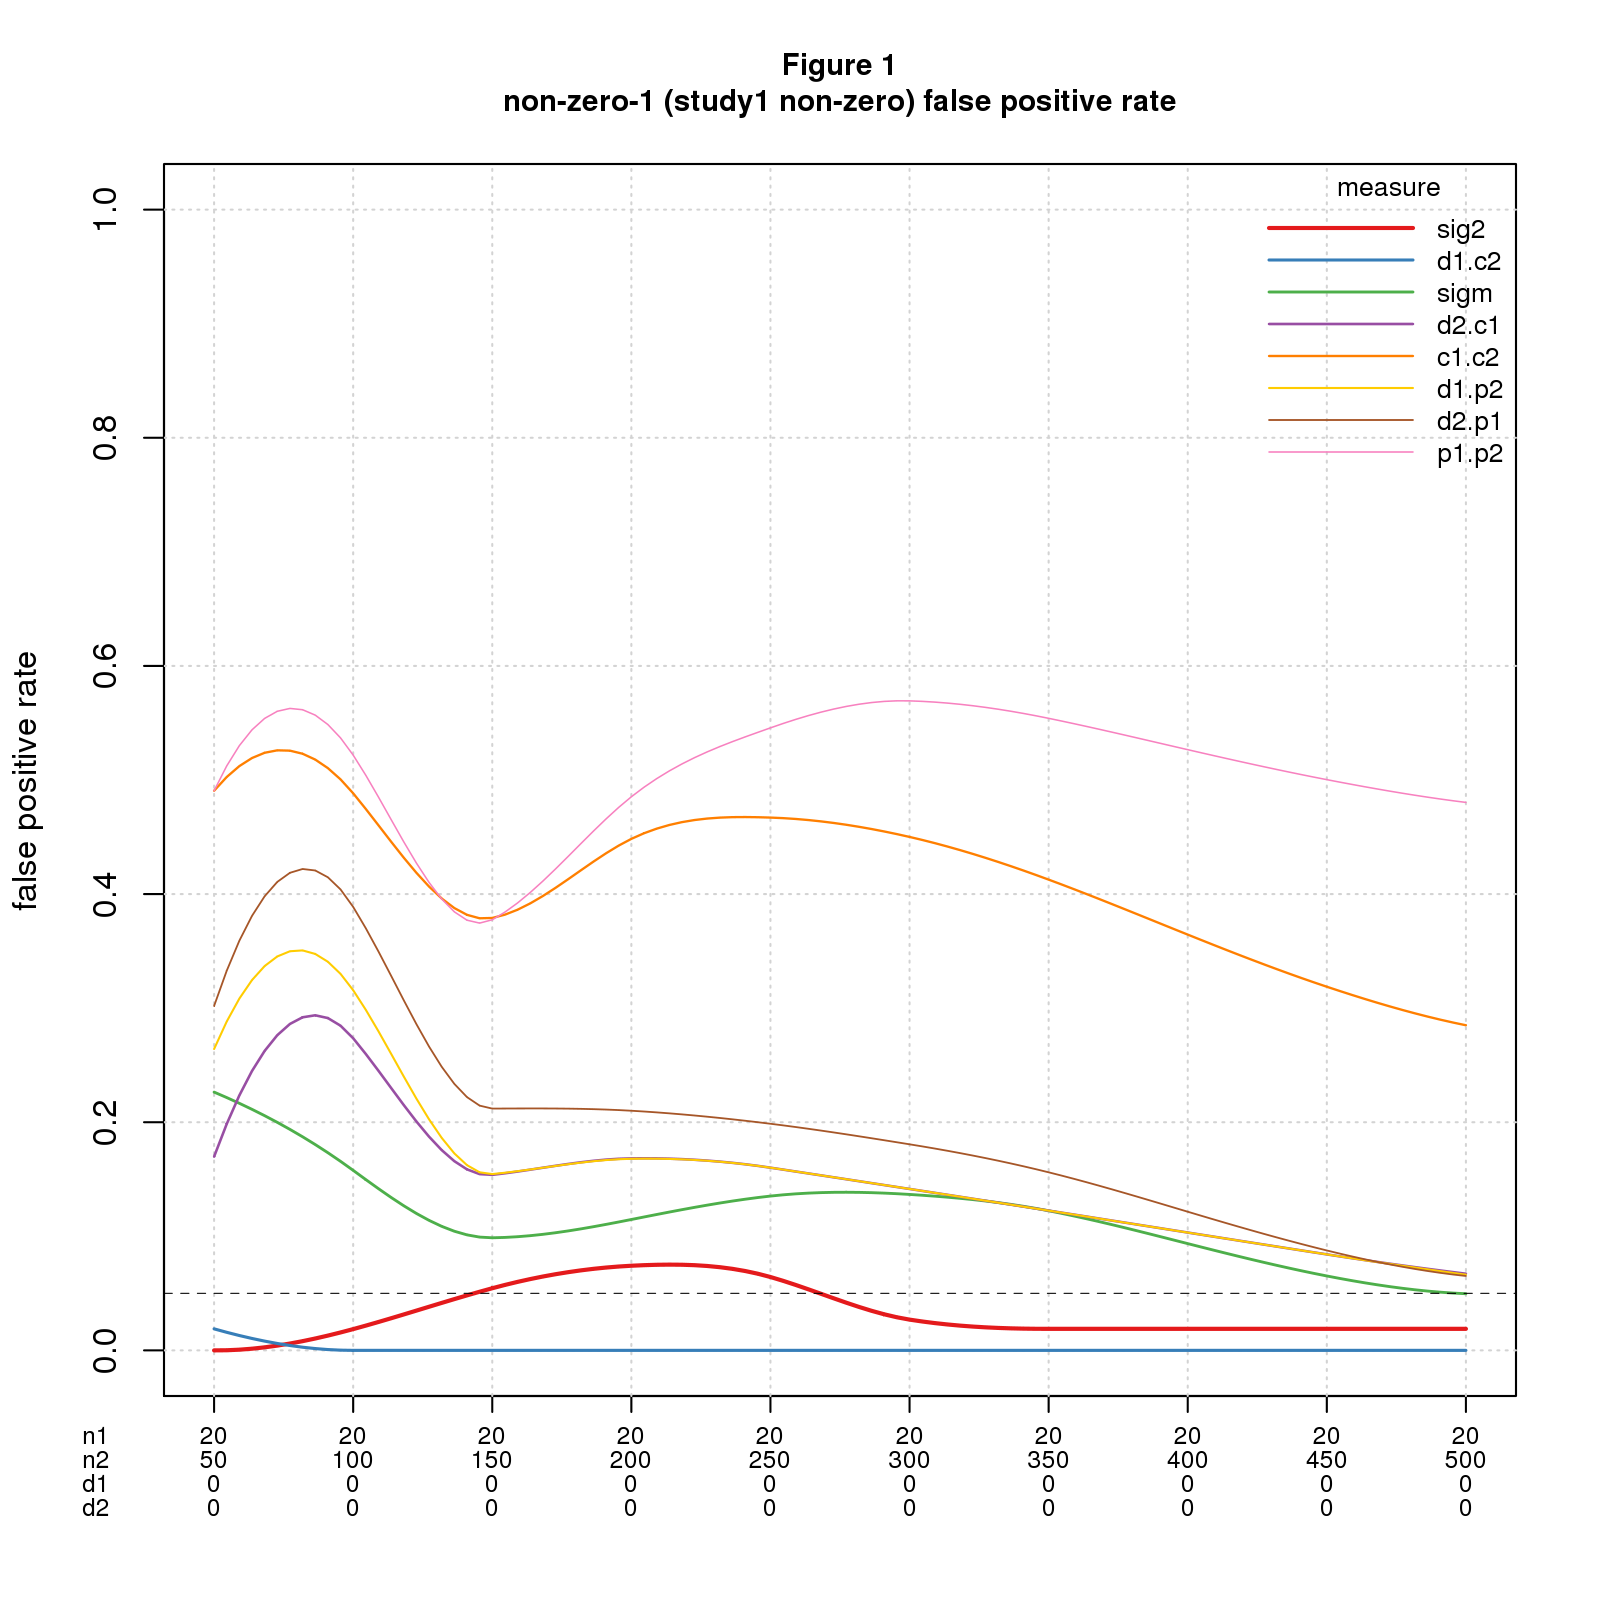 Figure 1
non-zero-1 (study1 non-zero) false positive rate
measure
sig2
d1.c2
sigm
d2.c1
c1.c2
d1.p2
d2.p1
p1.p2
false positive rate
1.0
0.8
0.6
0.4
0.2
0.0
n1 20 20 20 20 20 20 20 20 20 20
n2 50 100 150 200 250 300 350 400 450 500
d1 0 0 0 0 0 0 0 0 0 0
d2 0 0 0 0 0 0 0 0 0 0